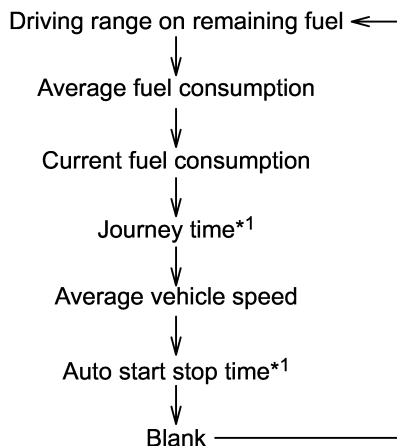 Driving range on remaining fuel
Average fuel consumption
Current fuel consumption
Journey time*1
Average vehicle speed
Auto start stop time*1
Blank